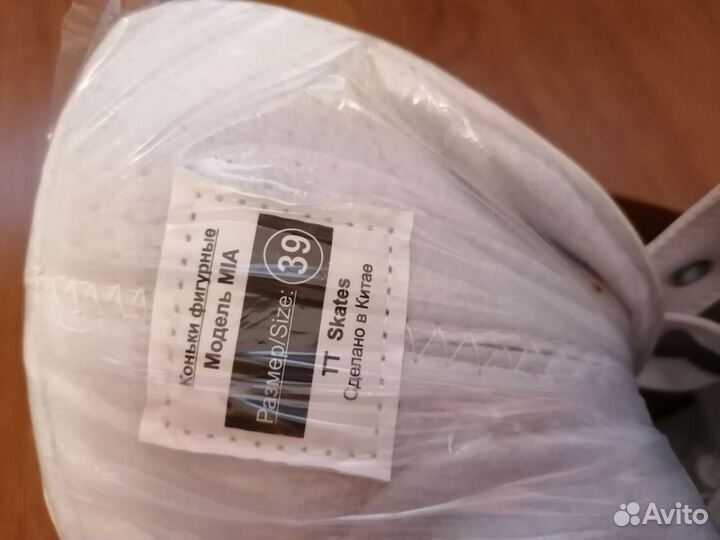 Коньки фигурные
Модель MIA
Размер/Size: 39
TT Skates
Сделано в Китае
Avito